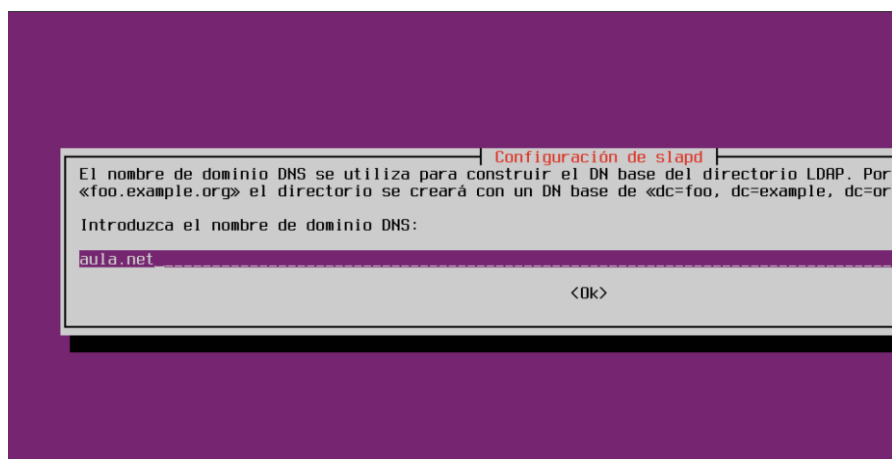 Configuración de slapd
El nombre de dominio DNS se utiliza para construir el DN base del directorio LDAP. Por
«foo.example.org» el directorio se creará con un DN base de «dc=foo, dc=example, dc=or
Introduzca el nombre de dominio DNS:
aula.net
<Ok>